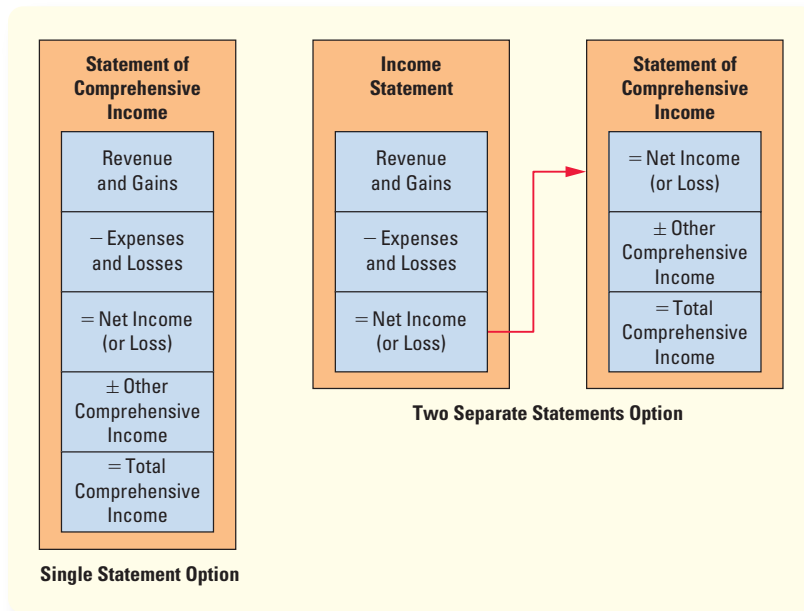 Statement of
Comprehensive
Income
Revenue
and Gains
− Expenses
and Losses
= Net Income
(or Loss)
± Other
Comprehensive
Income
= Total
Comprehensive
Income
Single Statement Option
Income
Statement
Revenue
and Gains
− Expenses
and Losses
= Net Income
(or Loss)
Statement of
Comprehensive
Income
= Net Income
(or Loss)
± Other
Comprehensive
Income
= Total
Comprehensive
Income
Two Separate Statements Option